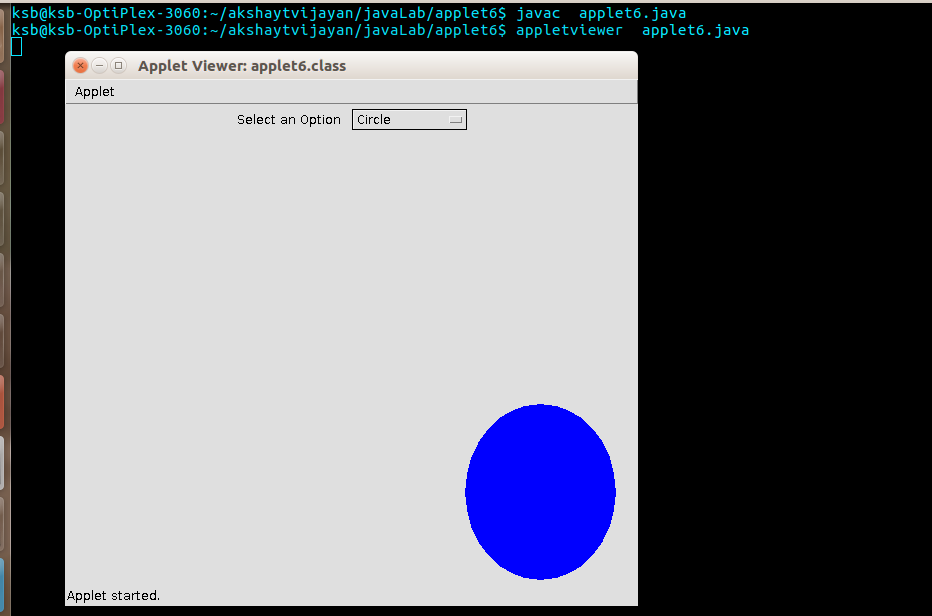 ksb@ksb-OptiPlex-3060:~/akshaytvijayan/javaLab/applet6$ javac  applet6.java
ksb@ksb-OptiPlex-3060:~/akshaytvijayan/javaLab/applet6$ appletviewer  applet6.java
Applet Viewer: applet6.class
Applet
Select an Option Circle
Applet started.